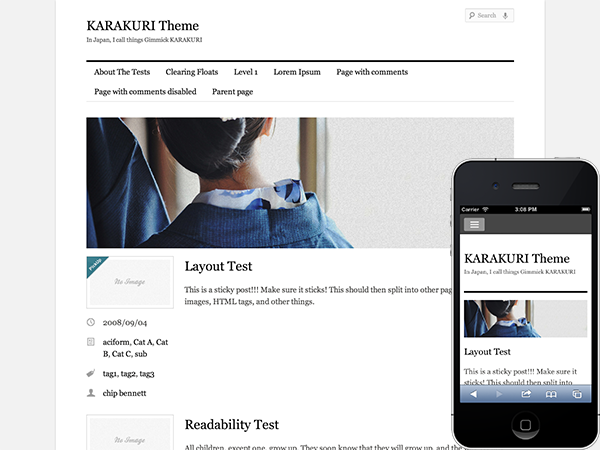 KARAKURI Theme
In Japan, I call things Gimmick KARAKURI
Search
About The Tests Clearing Floats Level 1 Lorem Ipsum Page with comments
Page with comments disabled Parent page
PickUp
No Image
Layout Test
This is a sticky post!!! Make sure it sticks! This should then split into other
images, HTML tags, and other things.
2008/09/04
aciform, Cat A, Cat
B, Cat C, sub
tag1, tag2, tag3
chip bennett
No Image
Readability Test
All children, except one, grow up. They soon know that they will grow up, and the
Carrier 3:08 PM
KARAKURI Theme
In Japan, I call things Gimmick KARAKURI
Layout Test
This is a sticky post!!! Make sure it
sticks! This should then split into